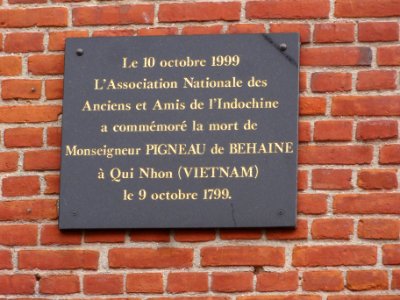 Le 10 octobre 1999
L'Association Nationale des
Anciens et Amis de l'Indochine
a commémoré la mort de
Monseigneur PIGNEAU de BEHAINE
à Qui Nhon (VIETNAM)
le 9 octobre 1799.